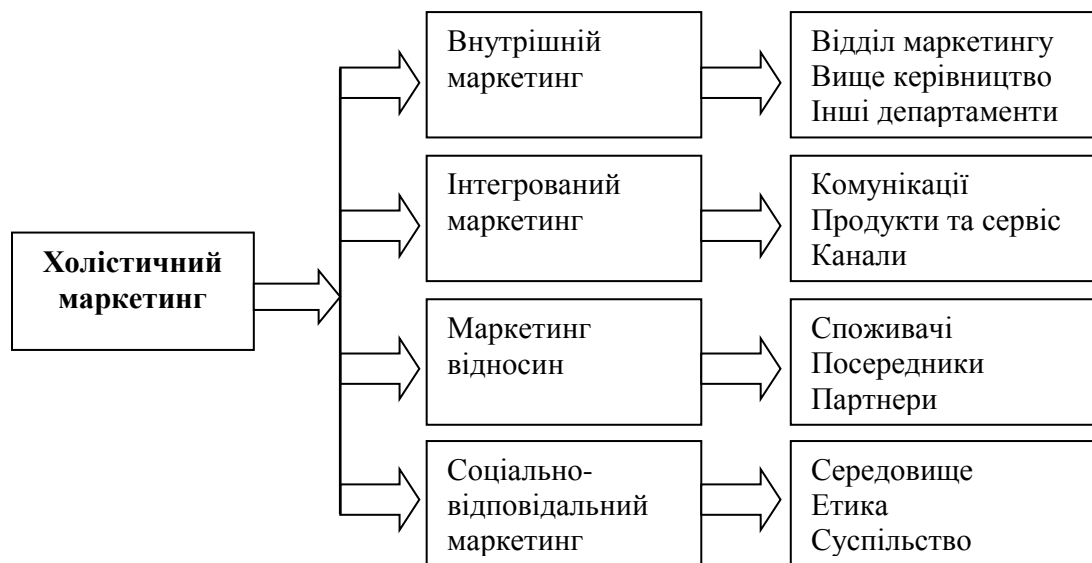 Холістичний
маркетинг
Внутрішній
маркетинг
Відділ маркетингу
Вище керівництво
Інші департаменти
Інтегрований
маркетинг
Комунікації
Продукти та сервіс
Канали
Маркетинг
відносин
Споживачі
Посередники
Партнери
Соціально-
відповідальний
маркетинг
Середовище
Етика
Суспільство